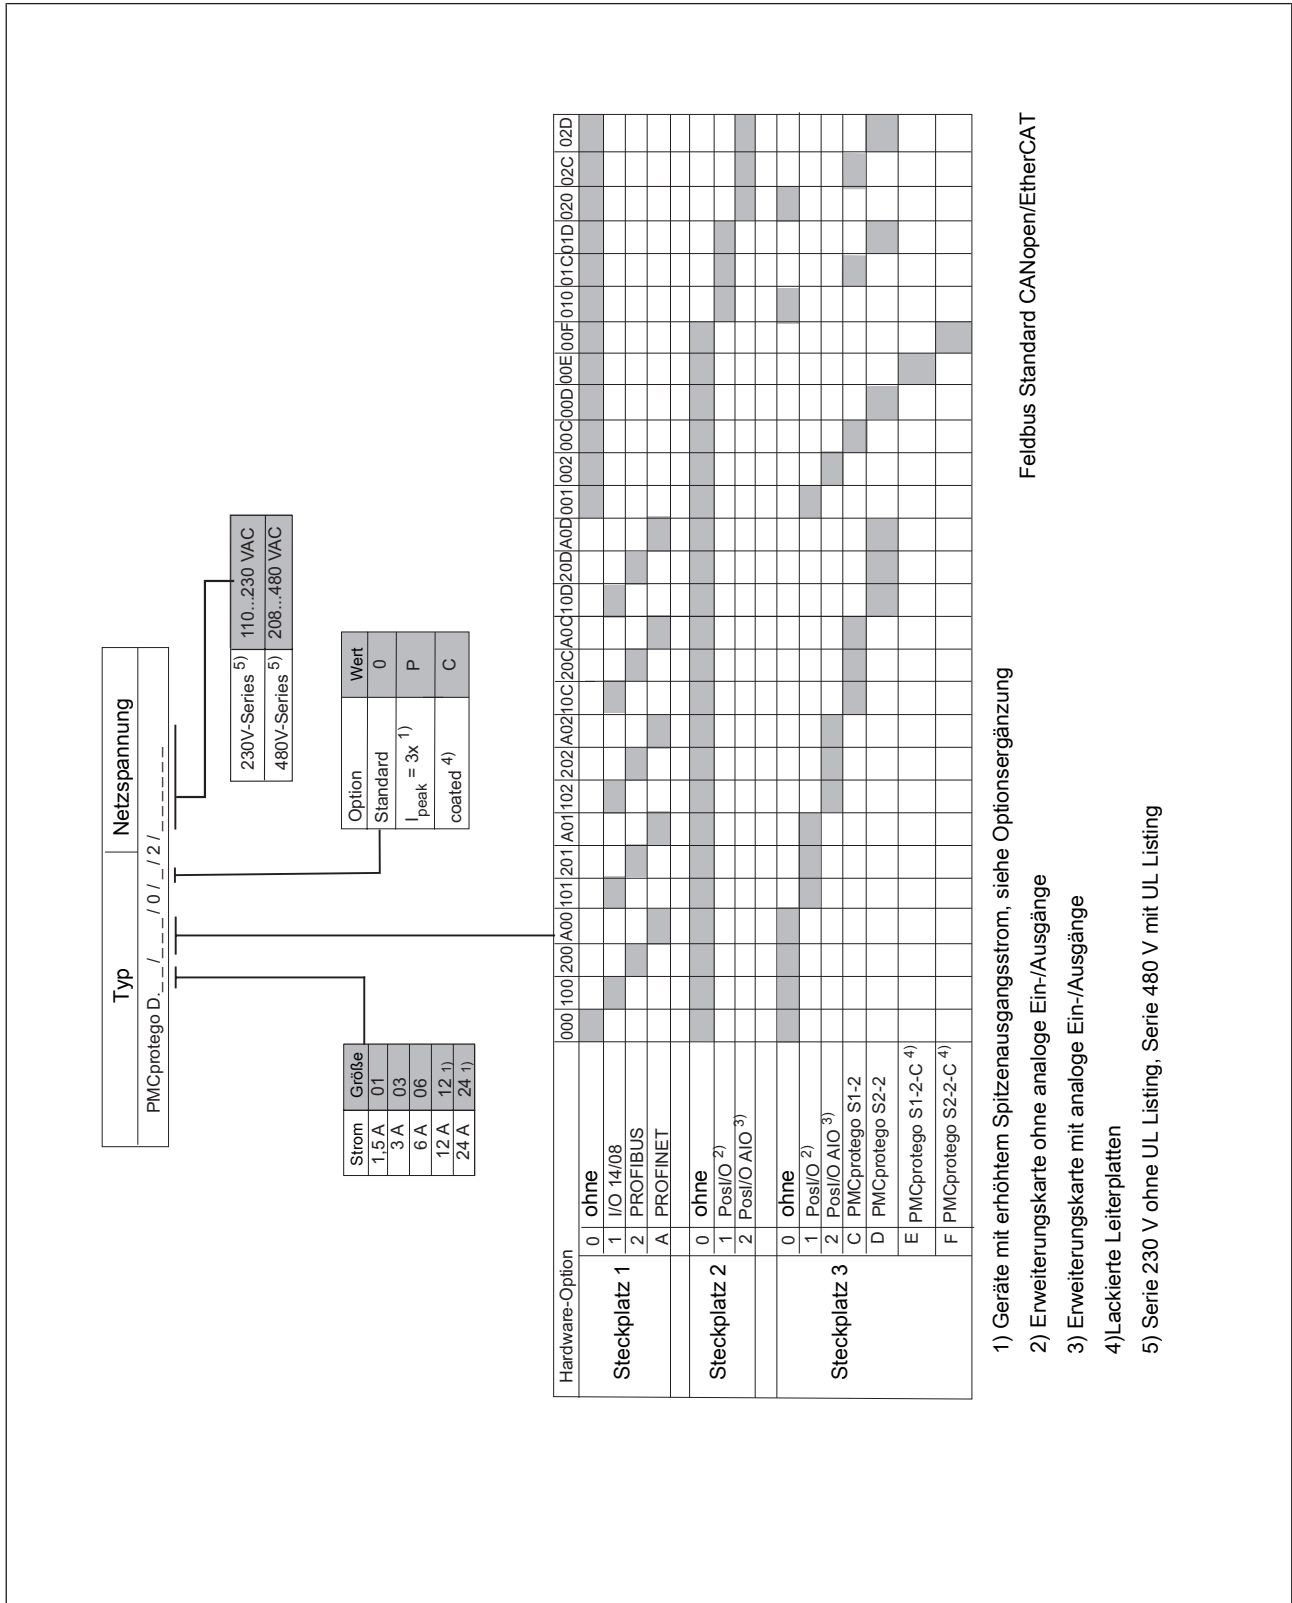 Typ Netzspannung
PMCprotego D._ _ / _ _ _ / 0 / _ / 2 / _ _ _ _ _ _
230V-Series 5) 110...230 VAC
480V-Series 5) 208...480 VAC
Option Wert
Standard 0
Ipeak = 3x 1) P
coated 4) C
Strom Größe
1,5 A 01
3 A 03
6 A 06
12 A 12 1)
24 A 24 1)
Hardware-Option 000 100 200 A00 101 201 A01 102 202 A02 10C 20C A0C 10D 20D A0D 001 002 00C 00D 00E 00F 010 01C 01D 020 02C 02D
Steckplatz 1
0 ohne
1 I/O 14/08
2 PROFIBUS
A PROFINET
Steckplatz 2
0 ohne
1 PosI/O 2)
2 PosI/O AIO 3)
Steckplatz 3
0 ohne
1 PosI/O 2)
2 PosI/O AIO 3)
C PMCprotego S1-2
D PMCprotego S2-2
E PMCprotego S1-2-C 4)
F PMCprotego S2-2-C 4)
1) Geräte mit erhöhtem Spitzenausgangsstrom, siehe Optionsergänzung
2) Erweiterungskarte ohne analoge Ein-/Ausgänge
Feldbus Standard CANopen/EtherCAT
3) Erweiterungskarte mit analoge Ein-/Ausgänge
4)Lackierte Leiterplatten
5) Serie 230 V ohne UL Listing, Serie 480 V mit UL Listing